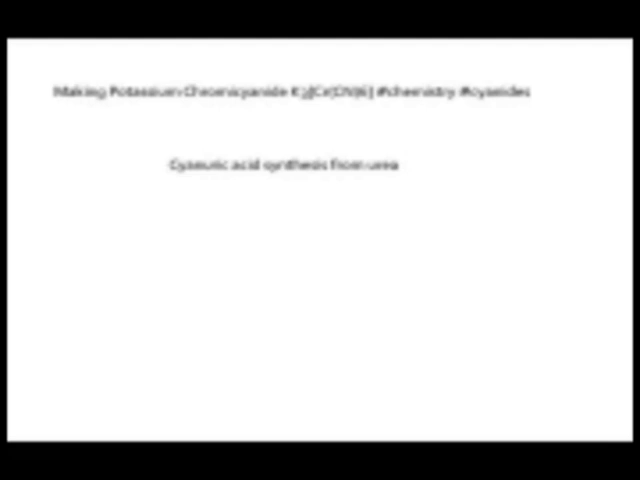 Making Potassium Chromicyanide K3[Cr(CN)6] #chemistry #cyanides
Cyanuric acid synthesis from urea